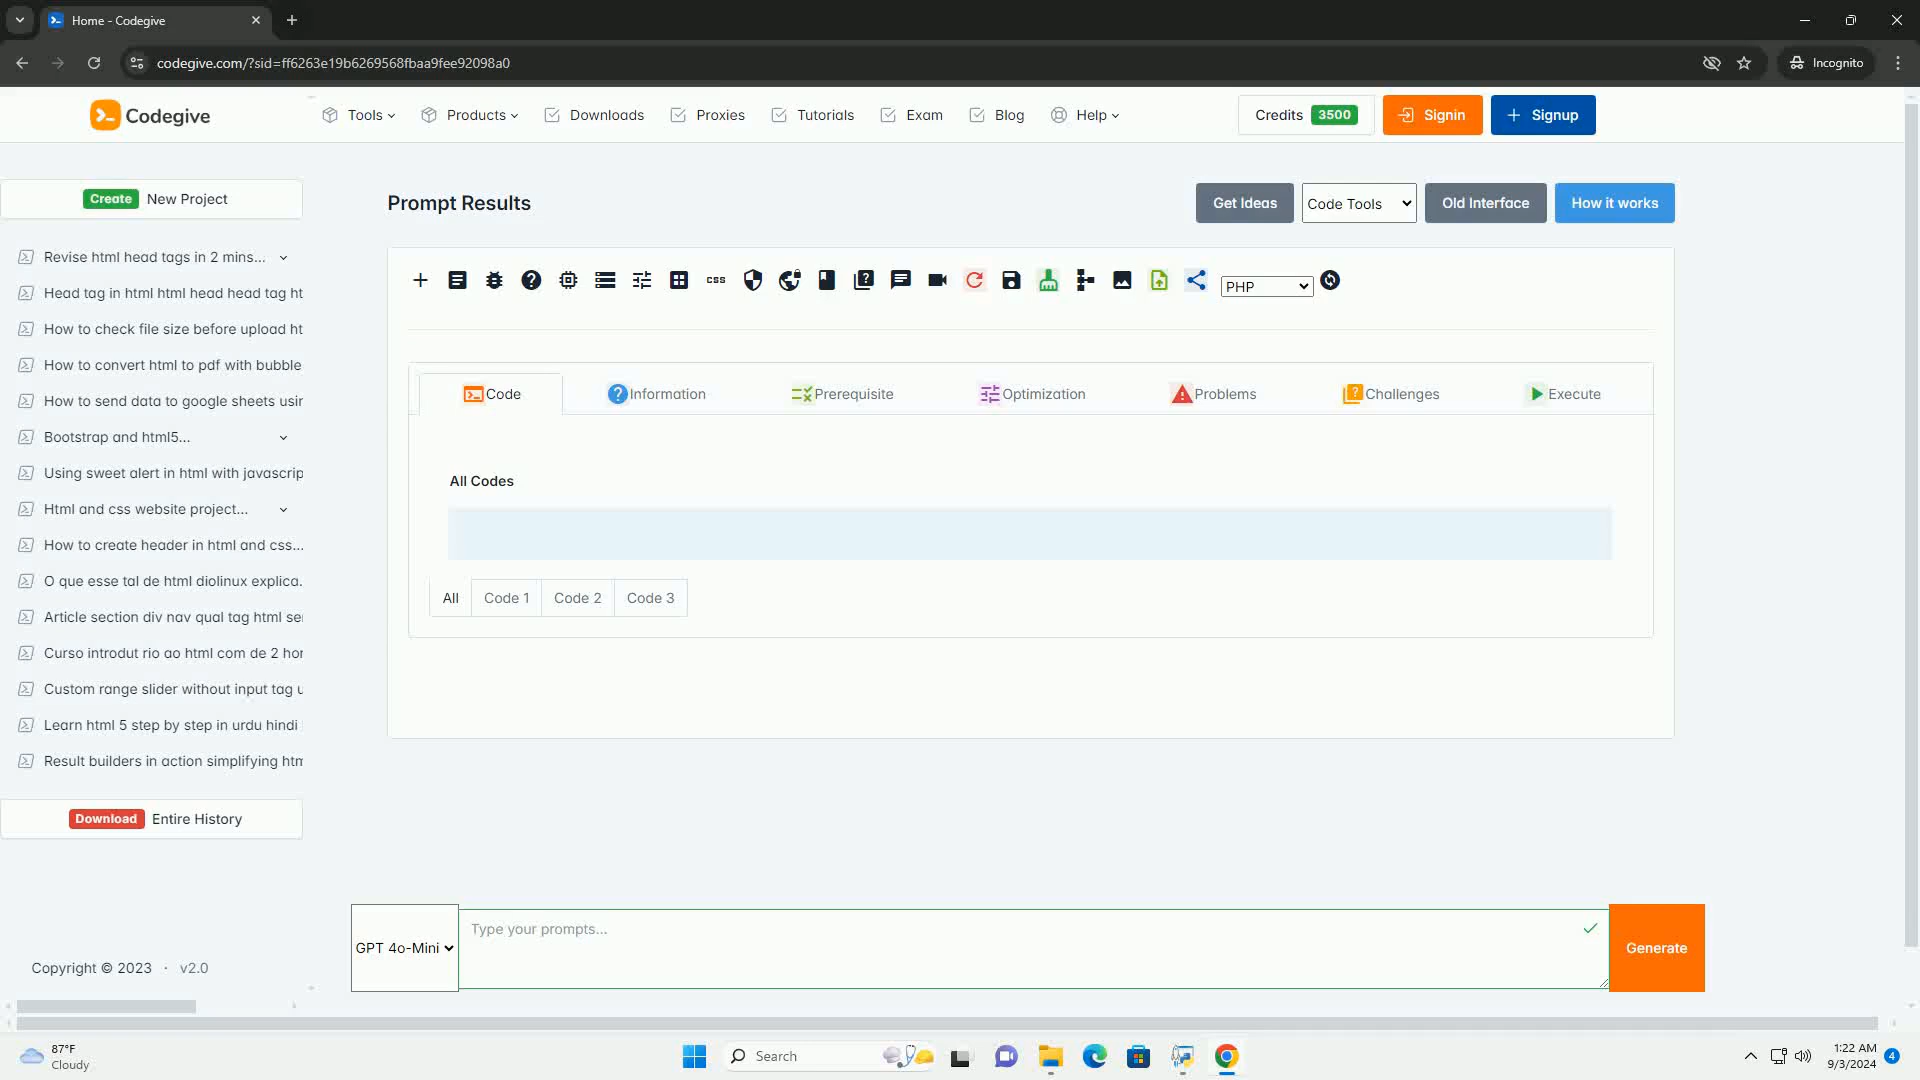 Home - Codegive
codegive.com/?sid=ff6263e19b6269568fbaa9fee92098a0
Incognito
Codegive
Tools
Products
Downloads
Proxies
Tutorials
Exam
Blog
Help
Credits 3500
Signin
Signup
Create New Project
Revise html head tags in 2 mins...
Head tag in html html head head tag ht
How to check file size before upload ht
How to convert html to pdf with bubble
How to send data to google sheets usin
Bootstrap and html5...
Using sweet alert in html with javascrip
Html and css website project...
How to create header in html and css...
O que esse tal de html diolinux explica.
Article section div nav qual tag html se
Curso introdut rio ao html com de 2 hor
Custom range slider without input tag u
Learn html 5 step by step in urdu hindi
Result builders in action simplifying htm
Download Entire History
Copyright © 2023 · v2.0
Prompt Results
Get Ideas
Code Tools
Old Interface
How it works
css
PHP
Code
Information
Prerequisite
Optimization
Problems
Challenges
Execute
All Codes
All
Code 1
Code 2
Code 3
GPT 4o-Mini
Type your prompts...
Generate
87°F
Cloudy
Search
1:22 AM
9/3/2024
4